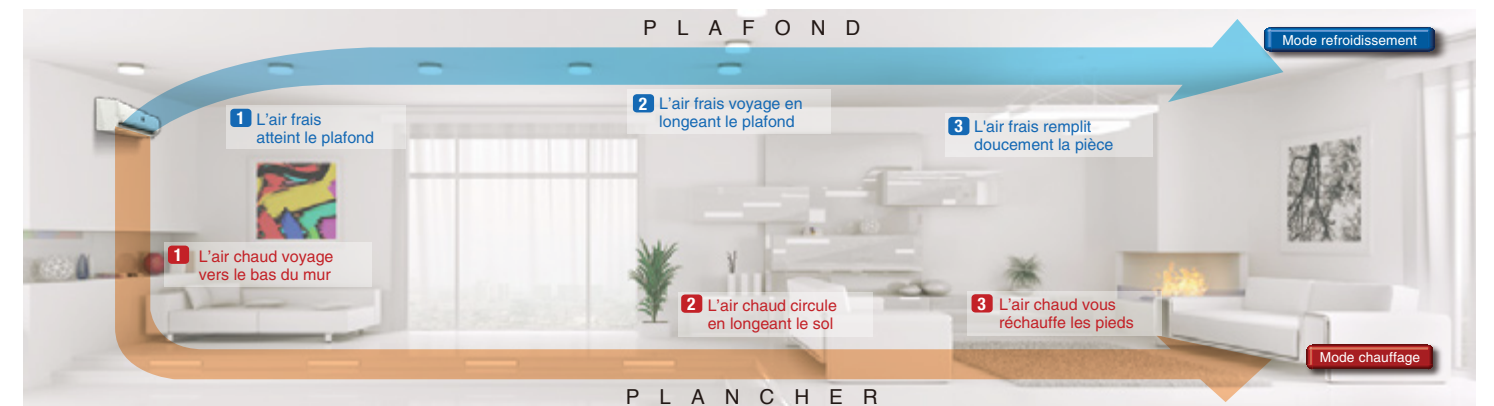 PLAFOND
Mode refroidissement
1 L'air frais
atteint le plafond
2 L'air frais voyage en
longeant le plafond
3 L'air frais remplit
doucement la pièce
1 L'air chaud voyage
vers le bas du mur
2 L'air chaud circule
en longeant le sol
3 L'air chaud vous
réchauffe les pieds
Mode chauffage
PLANCHER